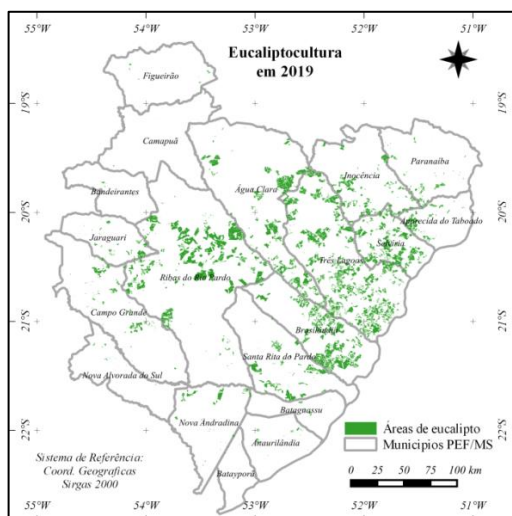 55°W 54°W 53°W 52°W 51°W
Eucaliptocultura
em 2019
Figueirão
19°S 19°S
Camapuã
Paranaíba
Inocência
Água Clara
Bandeirantes
20°S 20°S
Aparecida do Taboado
Jaraguari
Selvíria
Três Lagoas
Ribas do Rio Pardo
21°S 21°S
Campo Grande
Brasilândia
Santa Rita do Pardo
Nova Alvorada do Sul
Bataguassu
Nova Andradina
22°S 22°S
Anaurilândia
Batayporã
Áreas de eucalipto
Municipios PEF/MS
Sistema de Referência:
Coord. Geograficas
Sirgas 2000
0 25 50 75 100 km
55°W 54°W 53°W 52°W 51°W